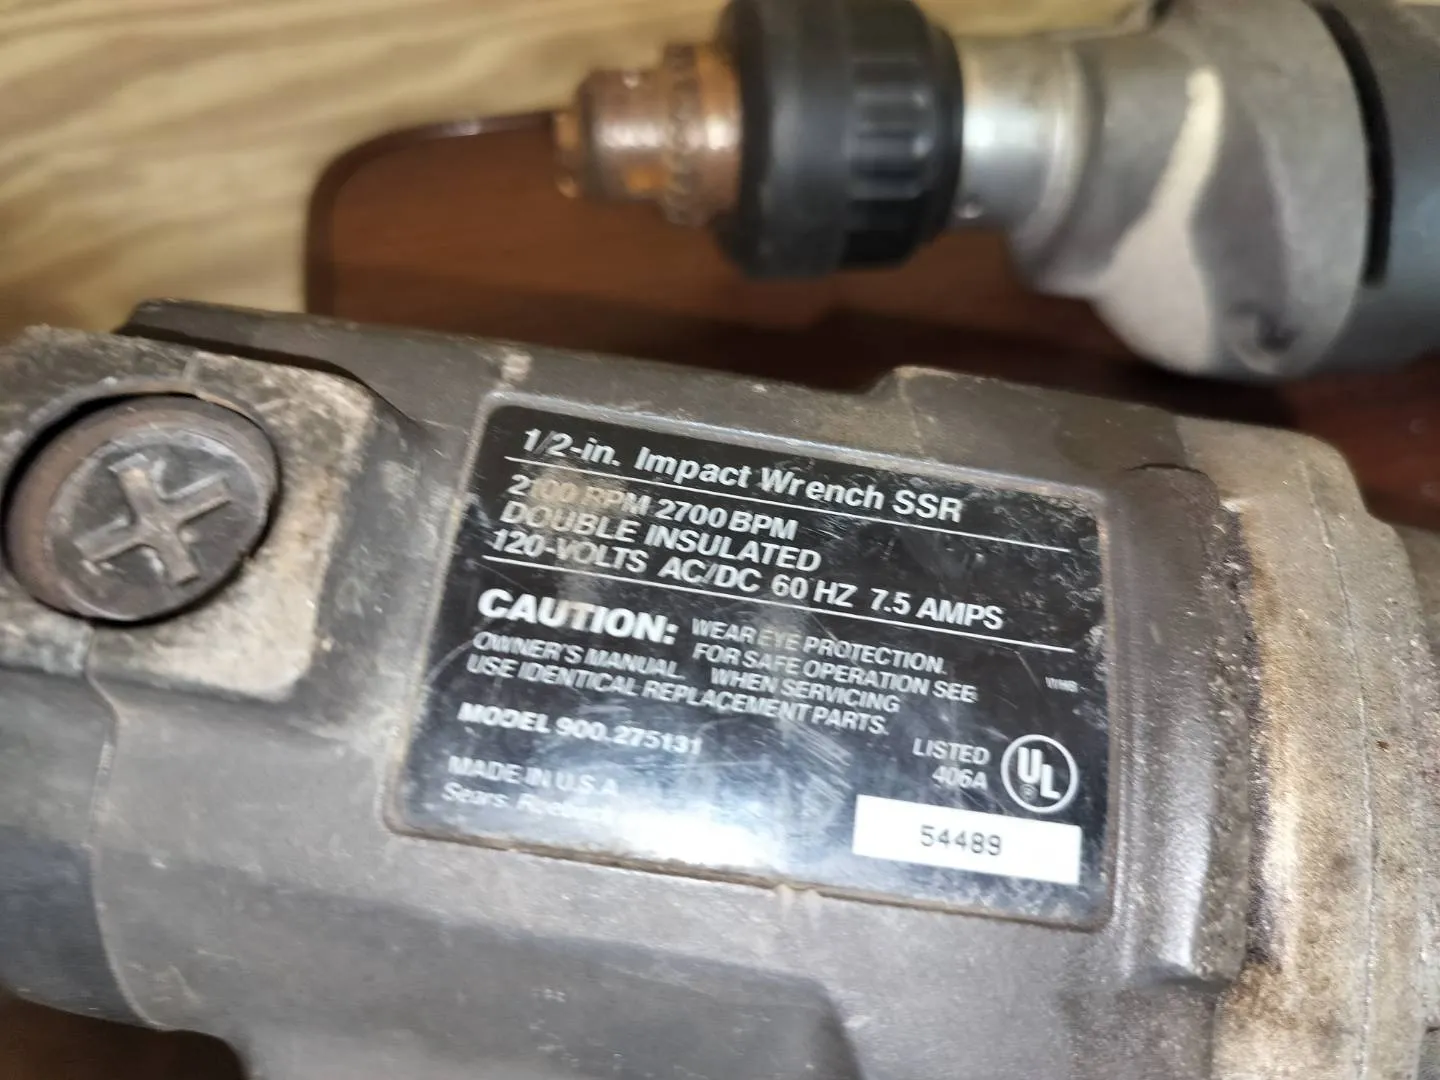 1/2-in. Impact Wrench SSR
2100 RPM 2700 BPM
DOUBLE INSULATED
120-VOLTS AC/DC 60 HZ 7.5 AMPS
CAUTION: WEAR EYE PROTECTION.
FOR SAFE OPERATION SEE
OWNER'S MANUAL. WHEN SERVICING
USE IDENTICAL REPLACEMENT PARTS.
WHB
MODEL 900.275131
LISTED
406A
UL
MADE IN U.S.A.
Sears
54489